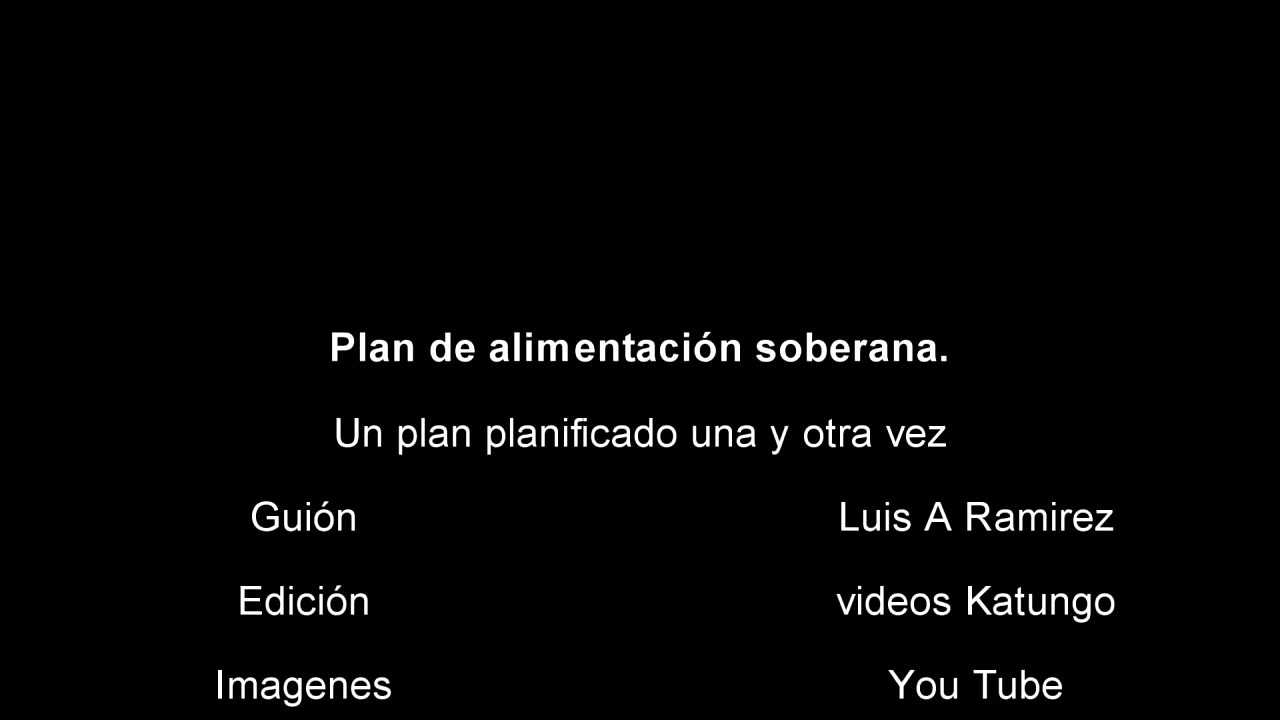 Plan de alimentación soberana.
Un plan planificado una y otra vez
Guión Luis A Ramirez
Edición videos Katungo
Imagenes You Tube